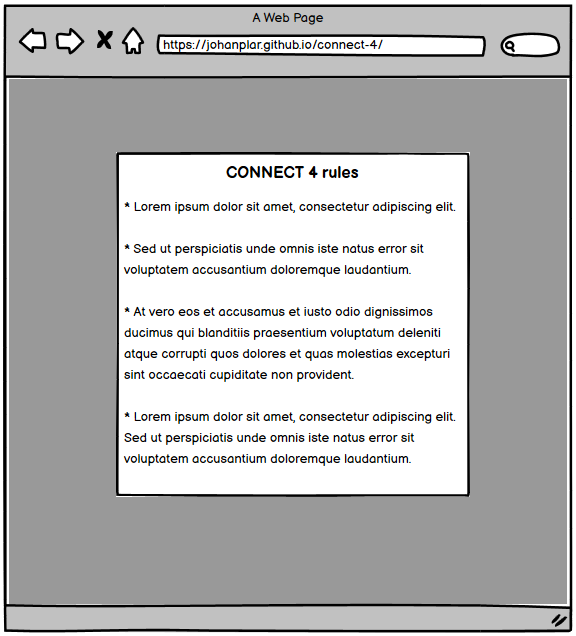 A Web Page
https://johanplar.github.io/connect-4/
CONNECT 4 rules
* Lorem ipsum dolor sit amet, consectetur adipiscing elit.
* Sed ut perspiciatis unde omnis iste natus error sit
voluptatem accusantium doloremque laudantium.
* At vero eos et accusamus et iusto odio dignissimos
ducimus qui blanditiis praesentium voluptatum deleniti
atque corrupti quos dolores et quas molestias excepturi
sint occaecati cupiditate non provident.
* Lorem ipsum dolor sit amet, consectetur adipiscing elit.
Sed ut perspiciatis unde omnis iste natus error sit
voluptatem accusantium doloremque laudantium.